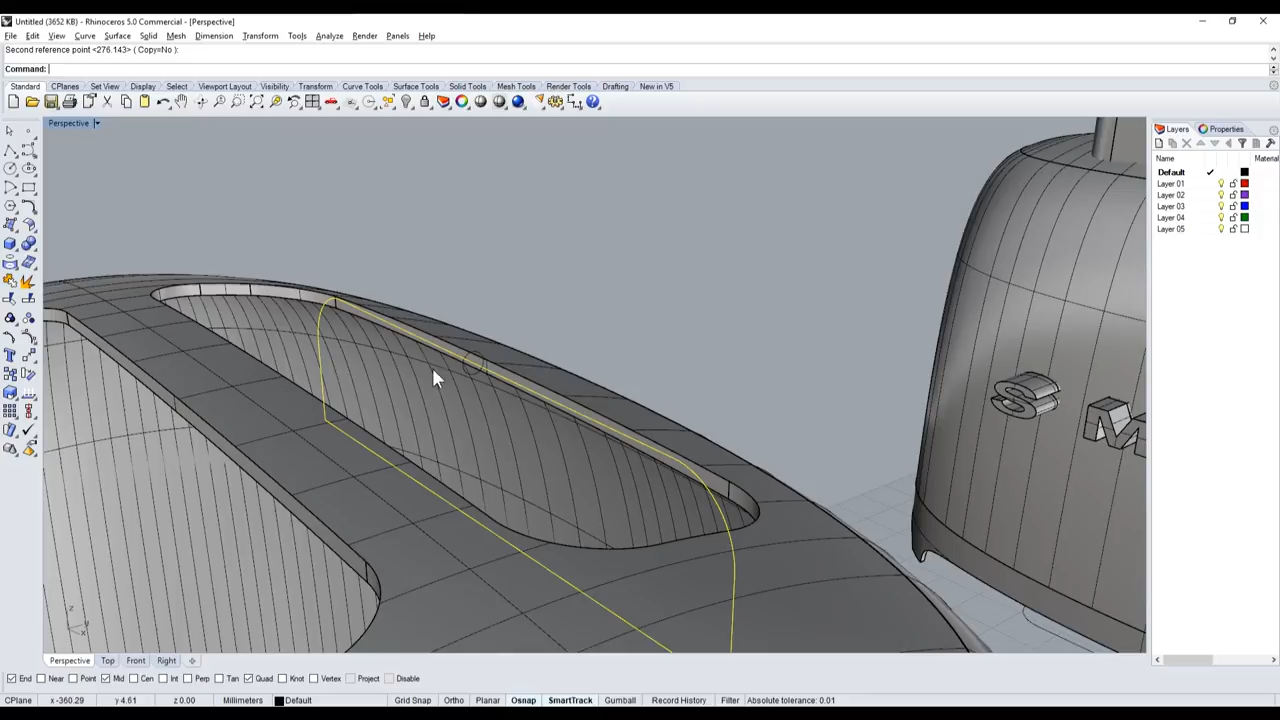 Untitled (3652 KB) - Rhinoceros 5.0 Commercial - [Perspective]
File Edit View Curve Surface Solid Mesh Dimension Transform Tools Analyze Render Panels Help
Second reference point <276.143> ( Copy=No ):
Command:
Standard CPlanes Set View Display Select Viewport Layout Visibility Transform Curve Tools Surface Tools Solid Tools Mesh Tools Render Tools Drafting New in V5
Perspective
Layers Properties
Name Material
Default
Layer 01
Layer 02
Layer 03
Layer 04
Layer 05
S M
z
y
x
Perspective Top Front Right
End Near Point Mid Cen Int Perp Tan Quad Knot Vertex Project Disable
CPlane x -360.29 y 4.61 z 0.00 Millimeters Default Grid Snap Ortho Planar Osnap SmartTrack Gumball Record History Filter Absolute tolerance: 0.01